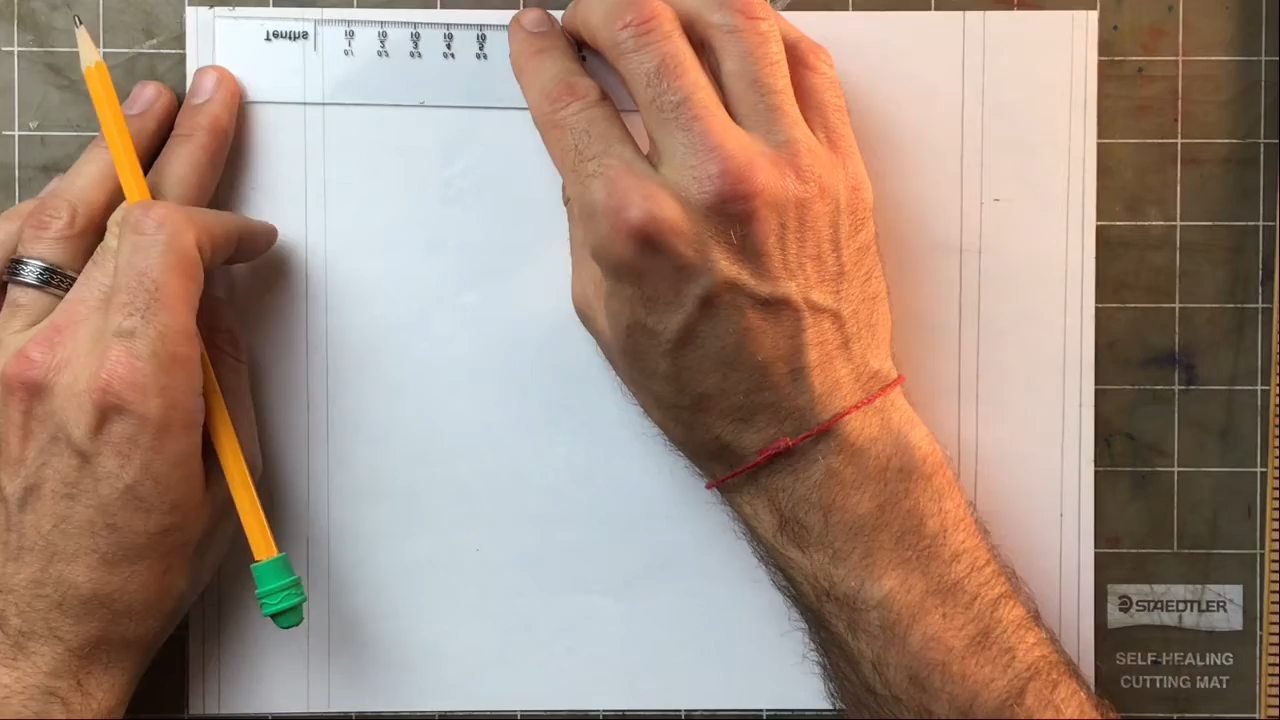 Tenths
0.1 0.2 0.3 0.4 0.5
1/10 2/10 3/10 4/10 5/10
STAEDTLER
SELF-HEALING
CUTTING MAT